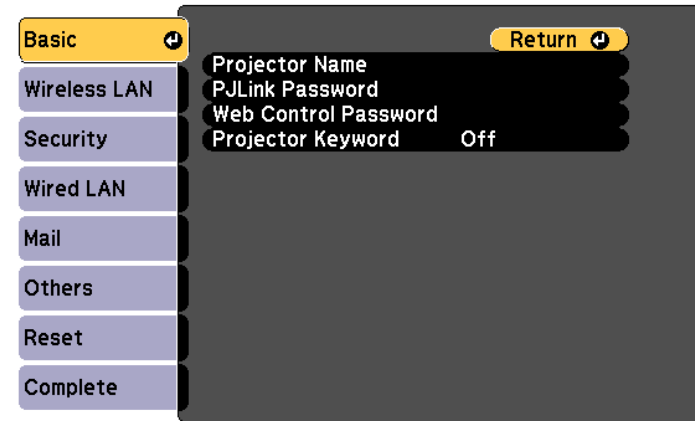 Basic
Wireless LAN
Security
Wired LAN
Mail
Others
Reset
Complete
Return
Projector Name
PJLink Password
Web Control Password
Projector Keyword Off